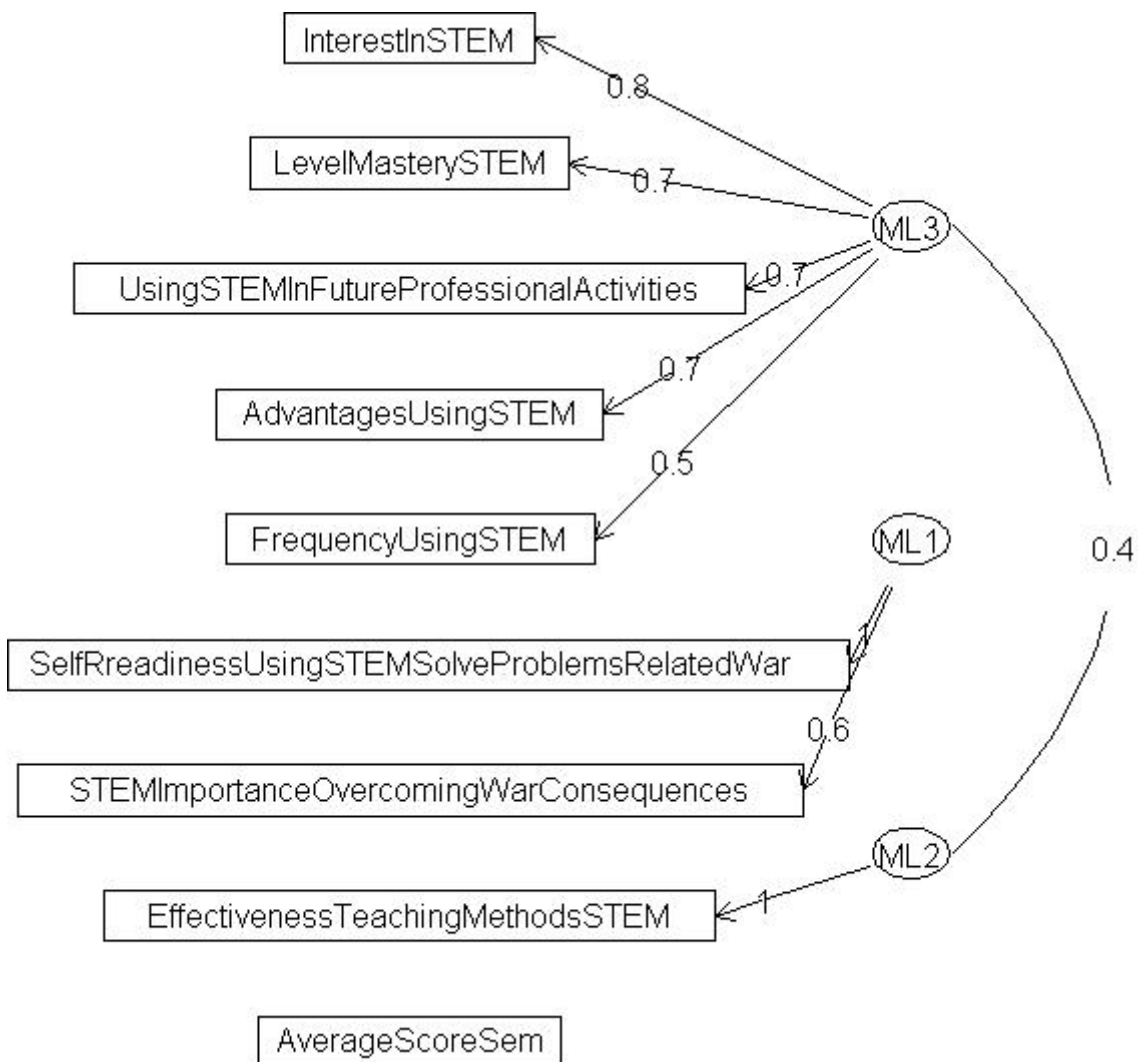 InterestInSTEM
0.8
LevelMasterySTEM
0.7
ML3
UsingSTEMInFutureProfessionalActivities
0.7
0.7
AdvantagesUsingSTEM
0.5
FrequencyUsingSTEM
ML1
0.4
1
SelfRreadinessUsingSTEMSolveProblemsRelatedWar
0.6
STEMImportanceOvercomingWarConsequences
ML2
1
EffectivenessTeachingMethodsSTEM
AverageScoreSem